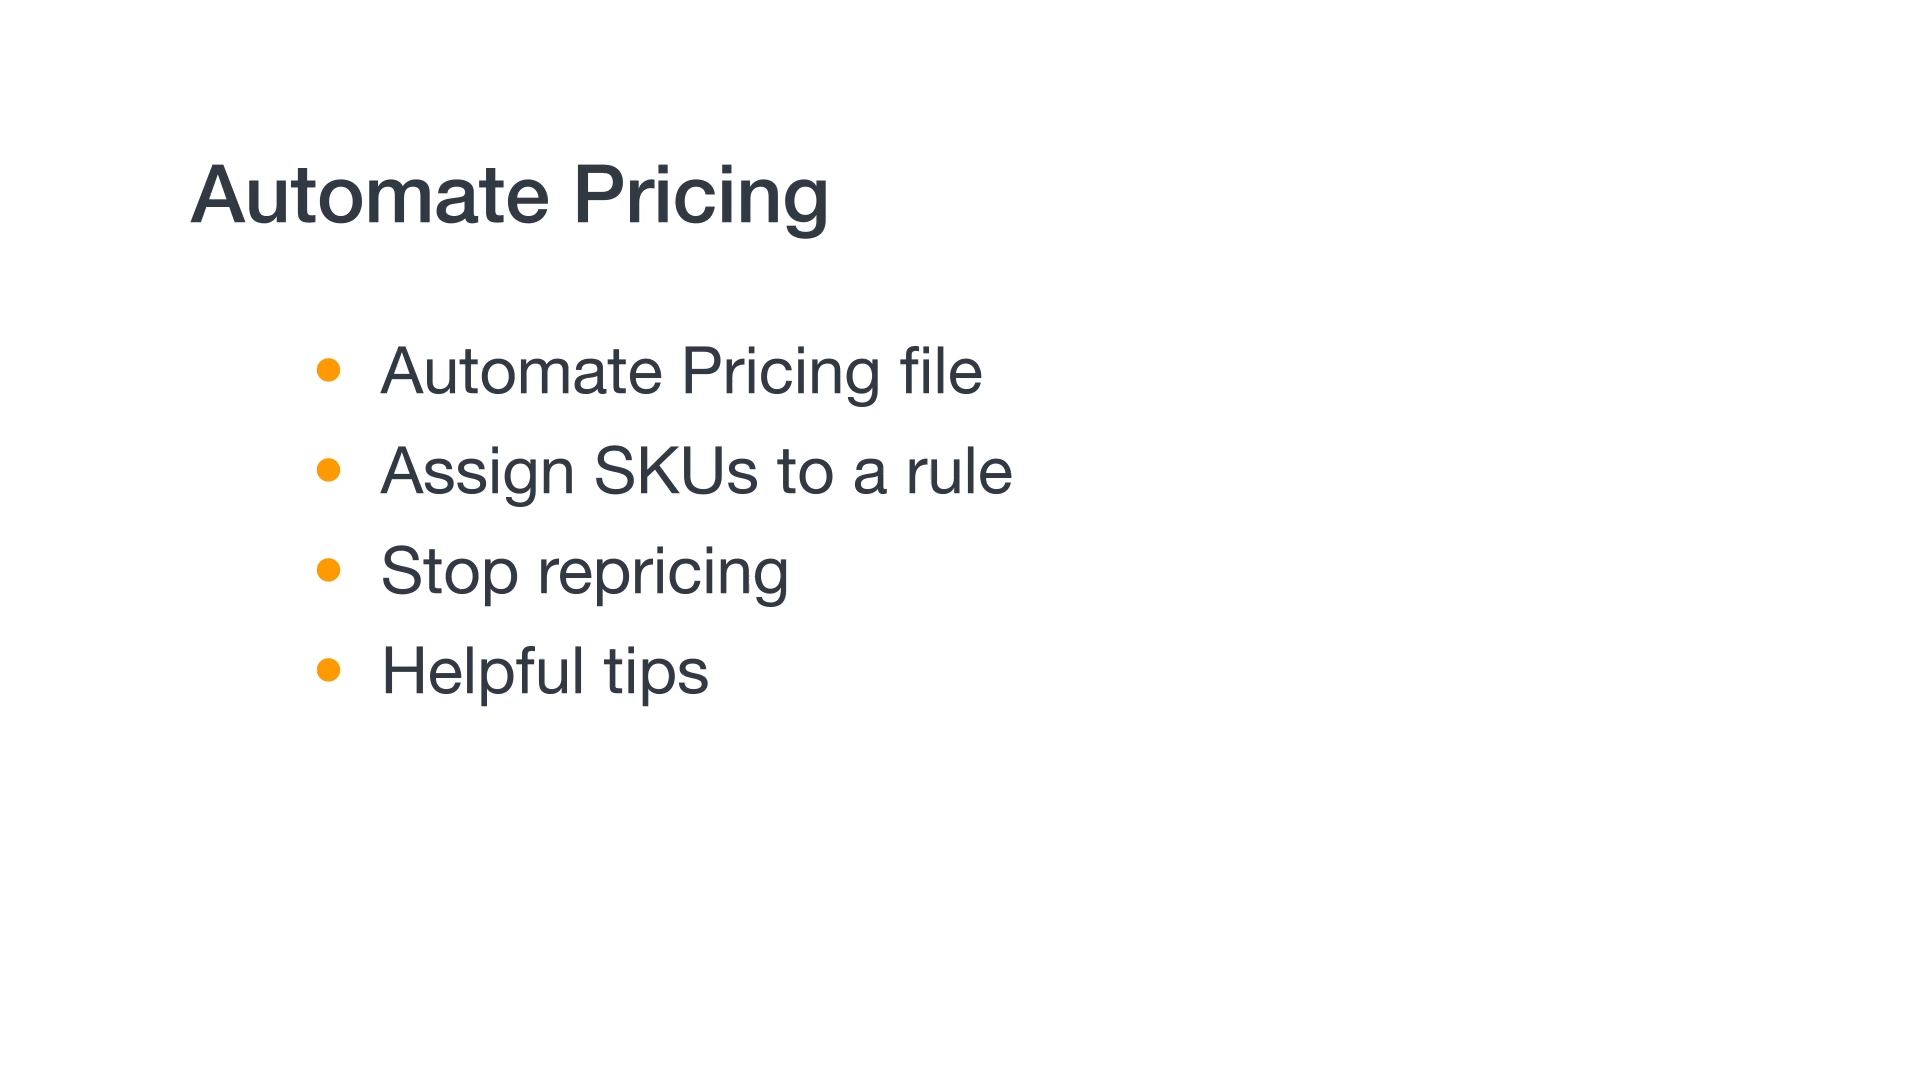 Automate Pricing
• Automate Pricing file
• Assign SKUs to a rule
• Stop repricing
• Helpful tips